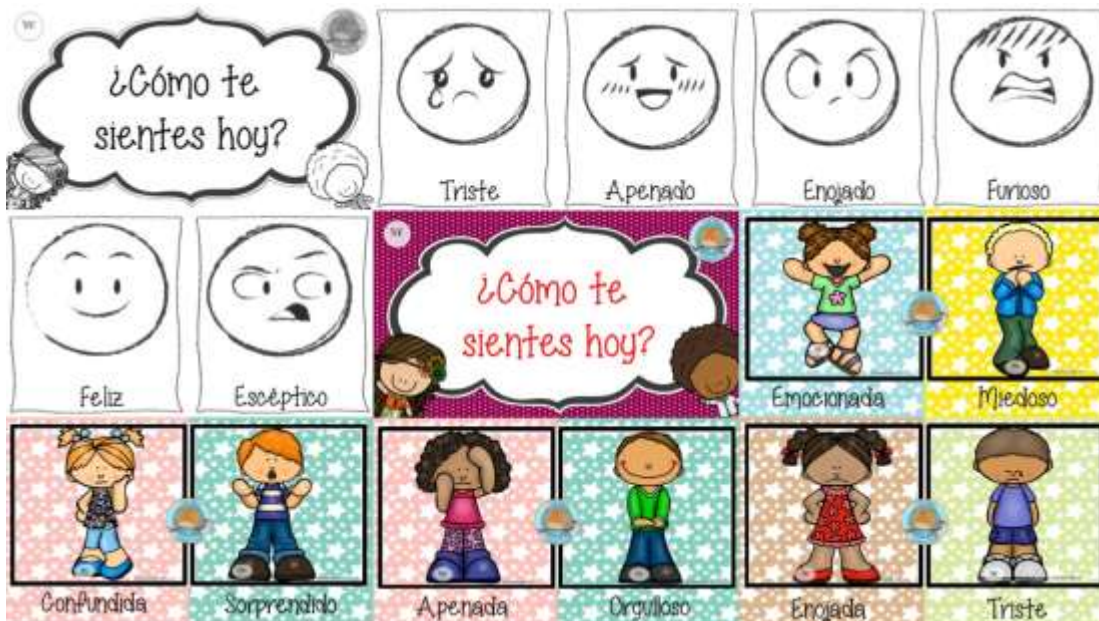 ¿Cómo te
sientes hoy?
Triste
Apenado
Enojado
Furioso
Feliz
Escéptico
¿Cómo te
sientes hoy?
Emocionada
Miedoso
Confundida
Sorprendido
Apenada
Orgulloso
Enojada
Triste